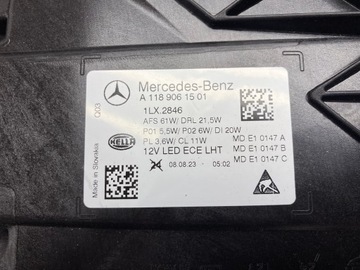 Mercedes-Benz
A 118 906 15 01
1LX.2846
AFS 61W/ DRL 21,5W
P01 5,5W/ P02 6W/ DI 20W
PL 3,6W/ CL 11W
12V LED ECE LHT
08.08.23 - 05:02
Q03
HELLA
Made in Slovakia
MD E1 0147 A
MD E1 0147 B
MD E1 0147 C